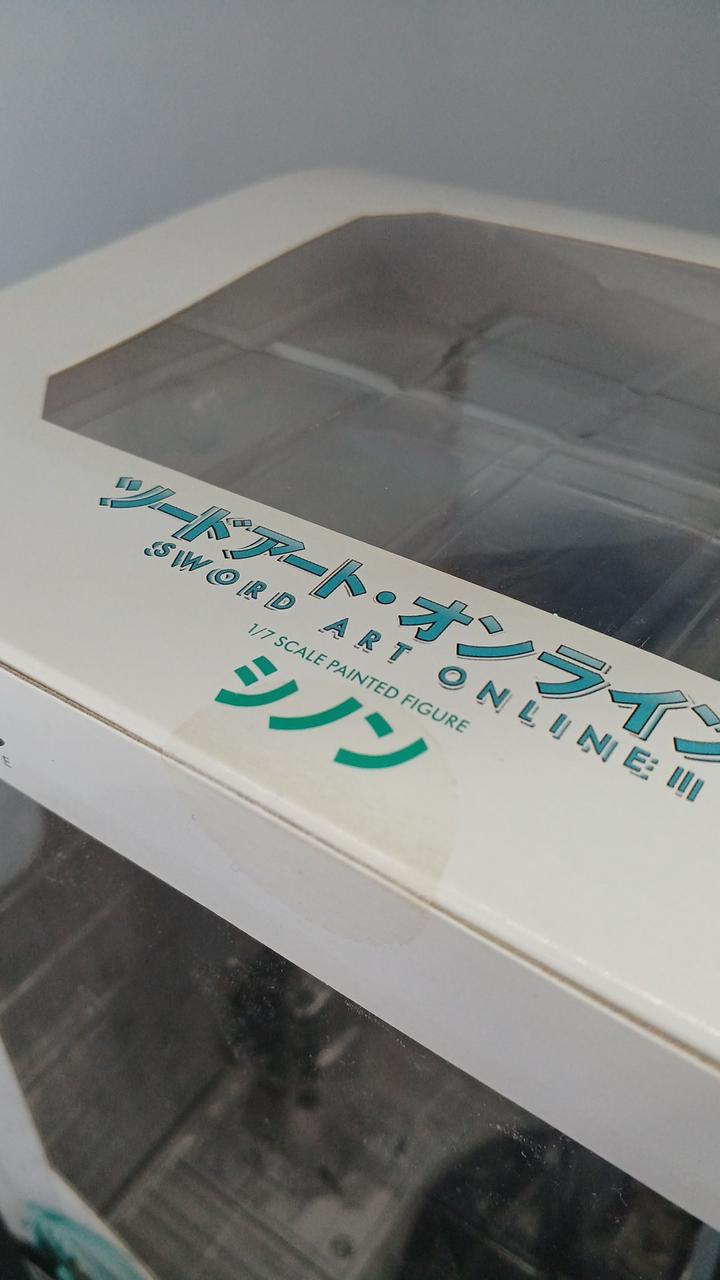 ソードアート・オンライン
SWORD ART ONLINE III
1/7 SCALE PAINTED FIGURE
シノン